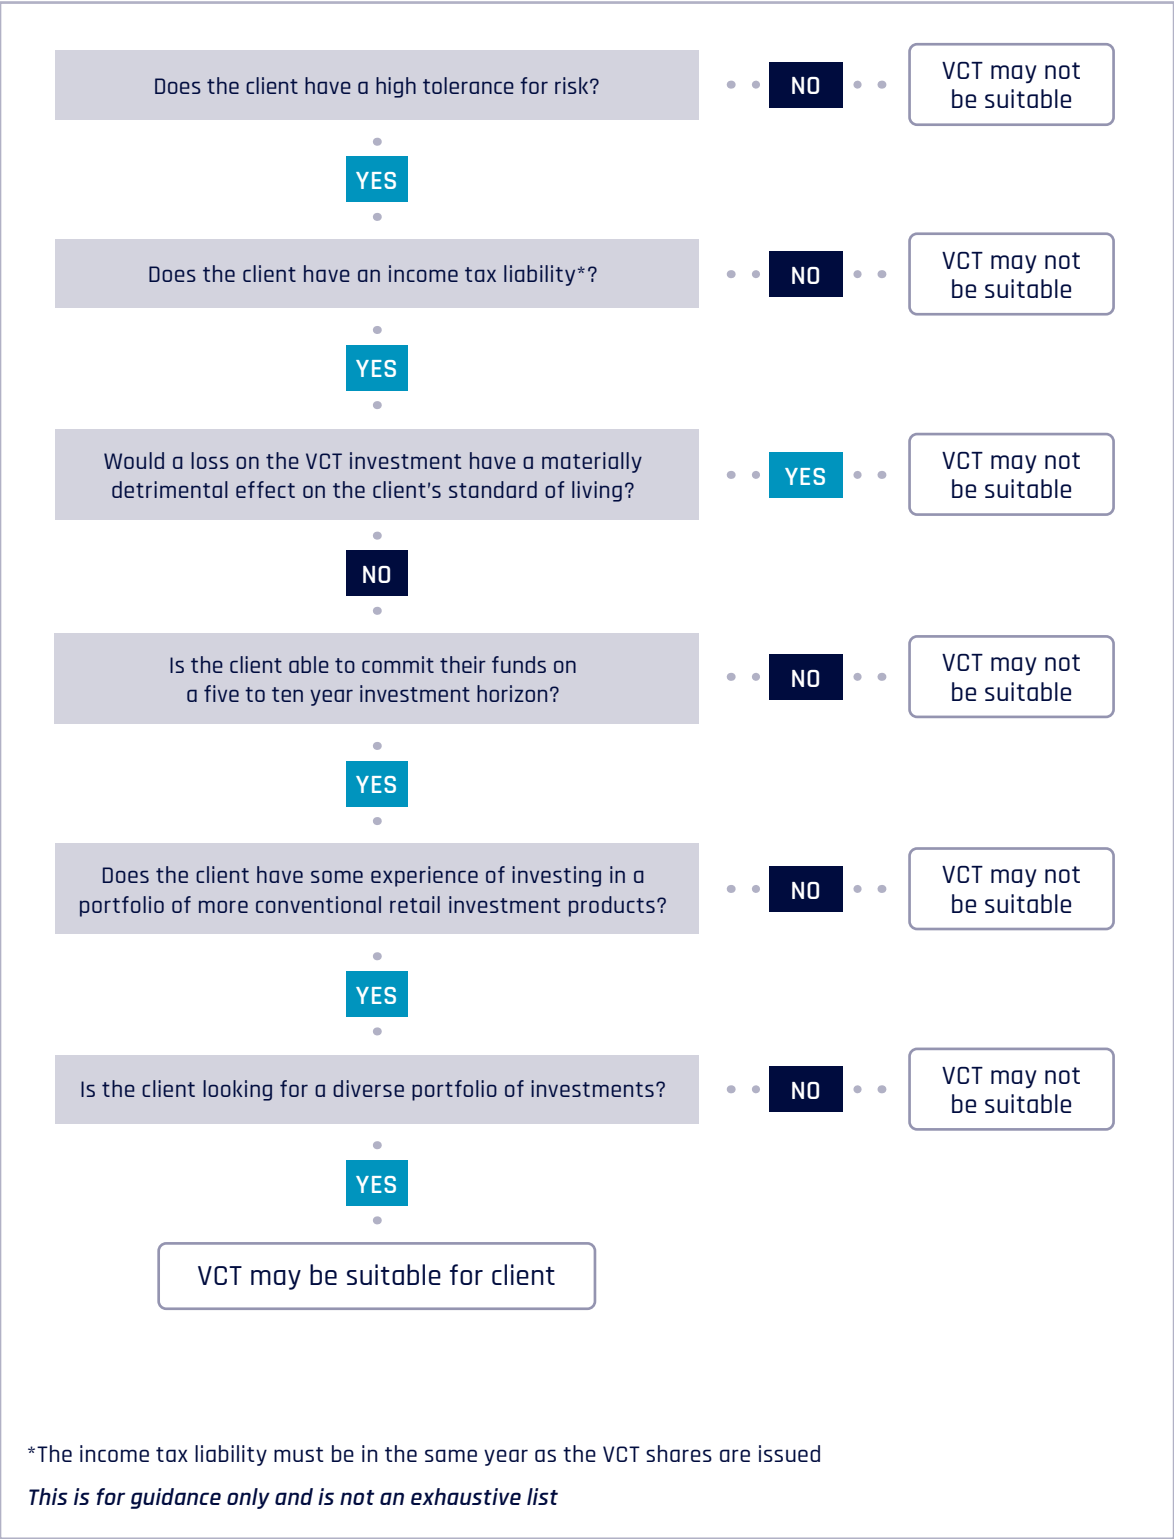 Does the client have a high tolerance for risk?
NO
VCT may not
be suitable
YES
Does the client have an income tax liability*?
NO
VCT may not
be suitable
YES
Would a loss on the VCT investment have a materially
detrimental effect on the client's standard of living?
YES
VCT may not
be suitable
NO
Is the client able to commit their funds on
a five to ten year investment horizon?
NO
VCT may not
be suitable
YES
Does the client have some experience of investing in a
portfolio of more conventional retail investment products?
NO
VCT may not
be suitable
YES
Is the client looking for a diverse portfolio of investments?
NO
VCT may not
be suitable
YES
VCT may be suitable for client
*The income tax liability must be in the same year as the VCT shares are issued
This is for guidance only and is not an exhaustive list